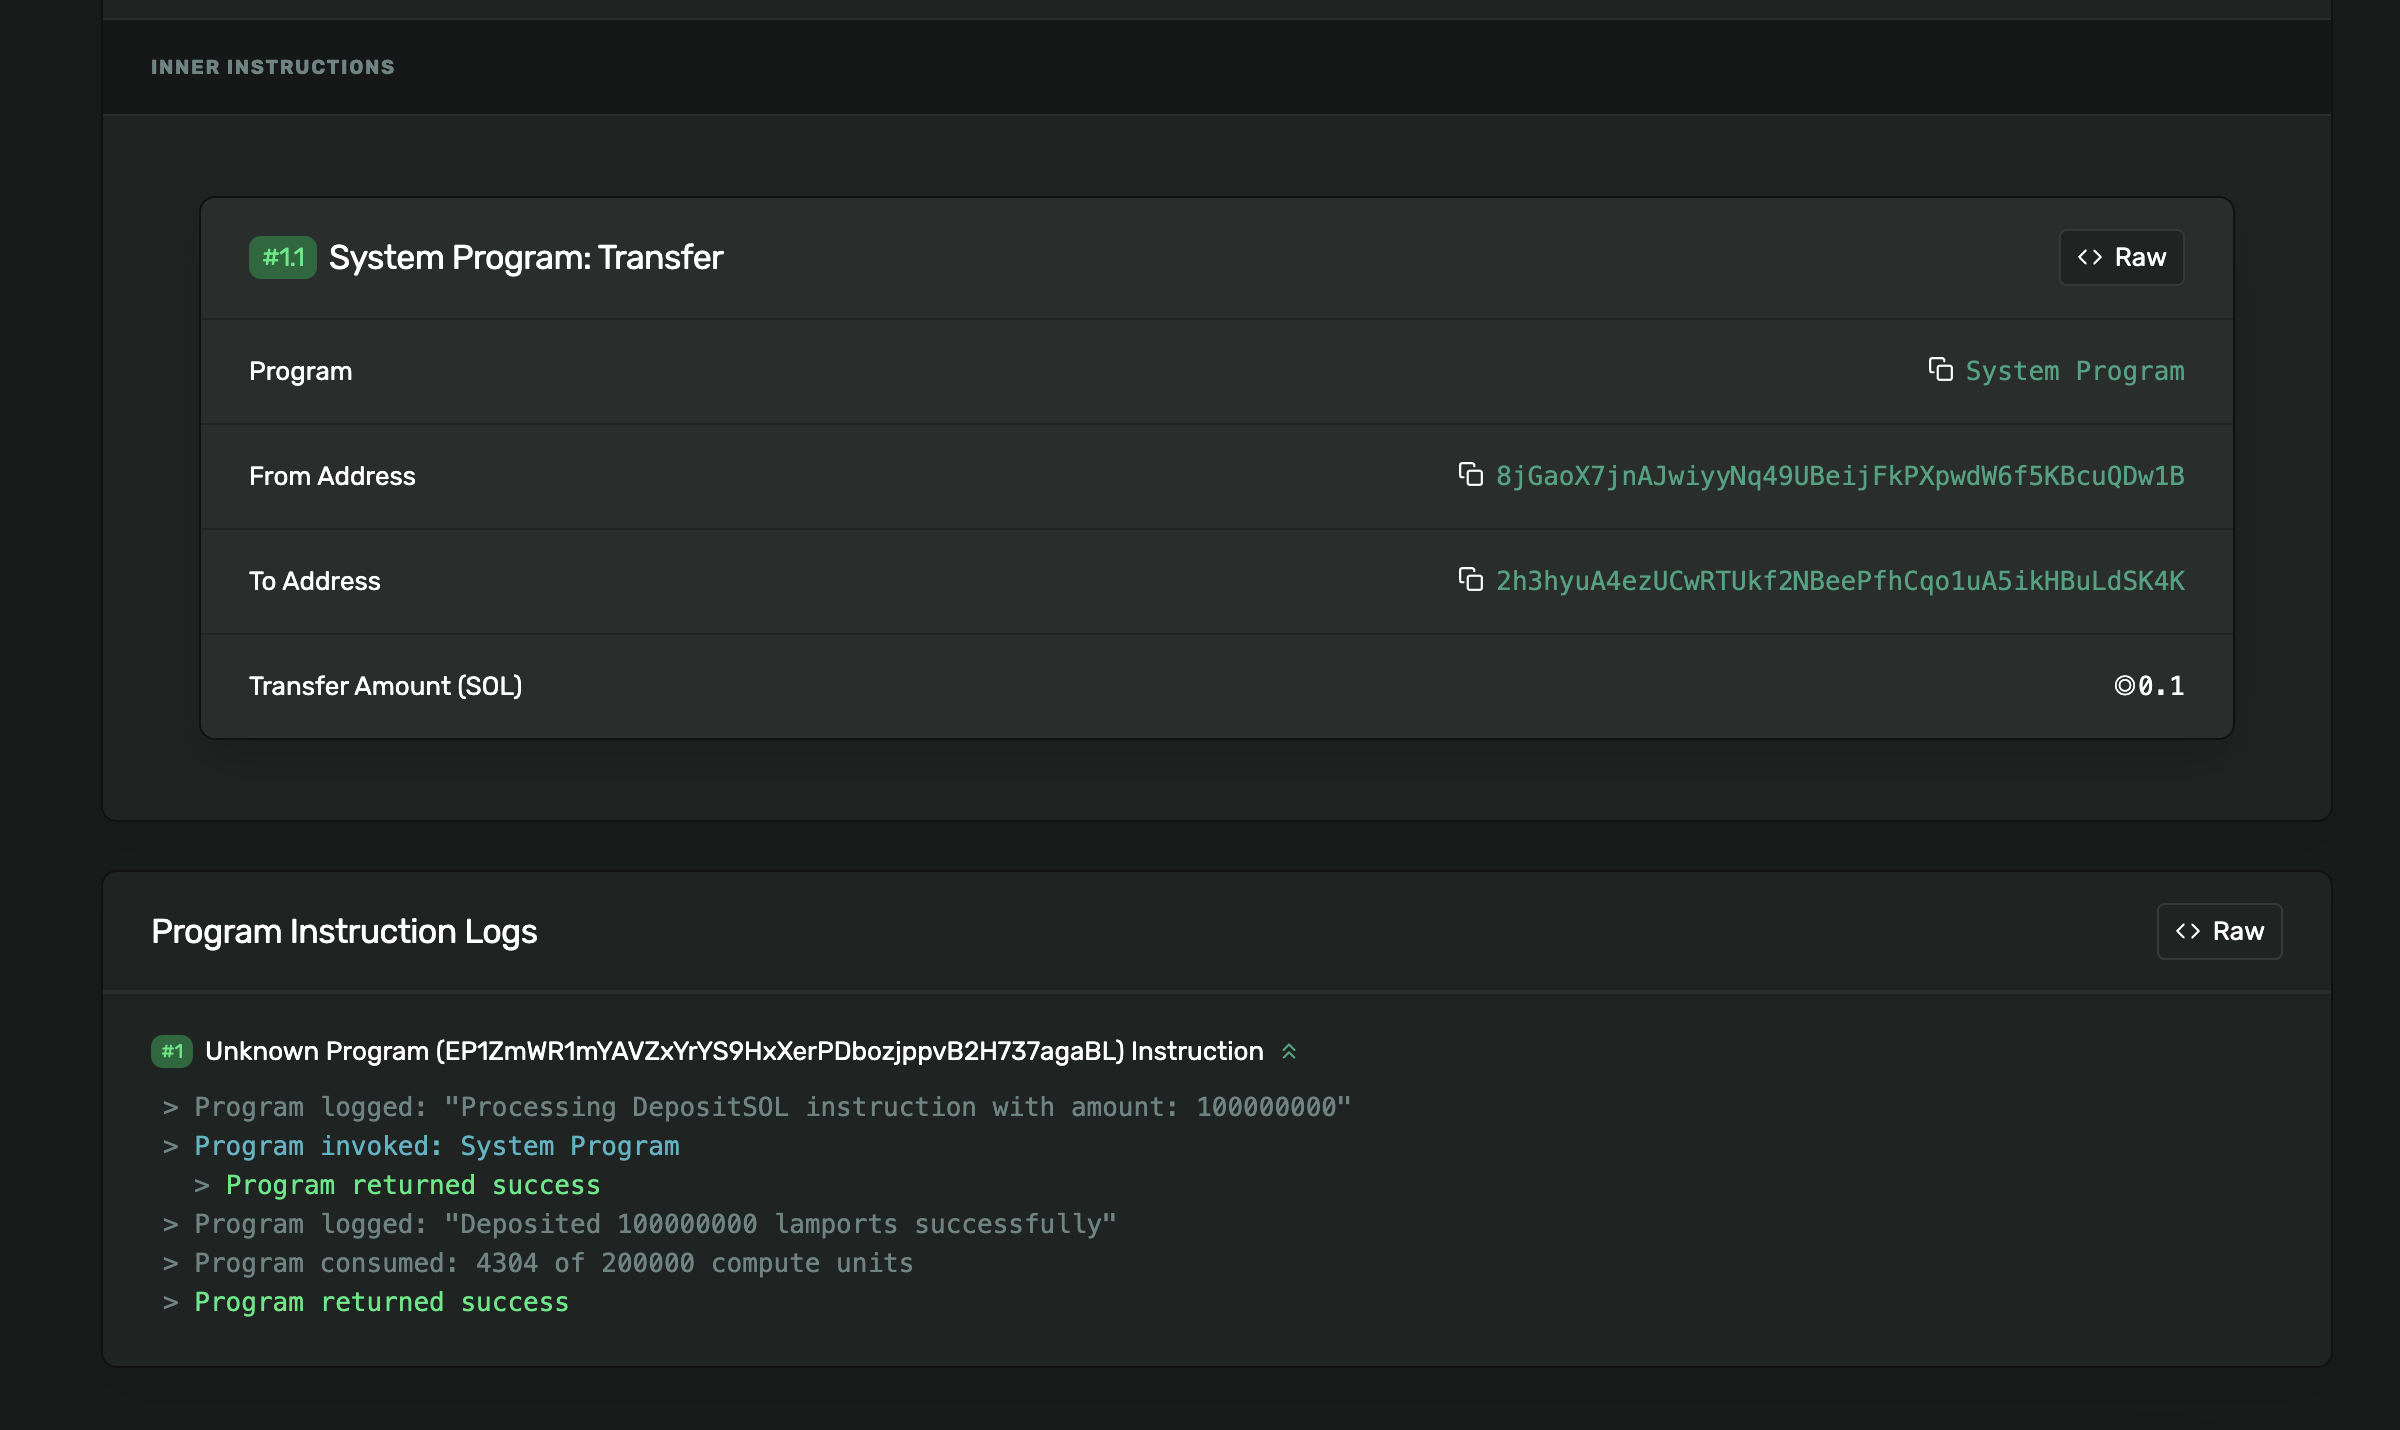 INNER INSTRUCTIONS
#1.1 System Program: Transfer
Raw
Program
System Program
From Address
8jGaoX7jnAJwiyyNq49UBeijFkPXpwdW6f5KBcuQDw1B
To Address
2h3hyuA4ezUCwRTUkf2NBeePfhCqo1uA5ikHBuLdSK4K
Transfer Amount (SOL)
◎0.1
Program Instruction Logs
Raw
#1 Unknown Program (EP1ZmWR1mYAVZxYrYS9HxXerPDbozjppvB2H737agaBL) Instruction
> Program logged: "Processing DepositSOL instruction with amount: 100000000"
> Program invoked: System Program
> Program returned success
> Program logged: "Deposited 100000000 lamports successfully"
> Program consumed: 4304 of 200000 compute units
> Program returned success